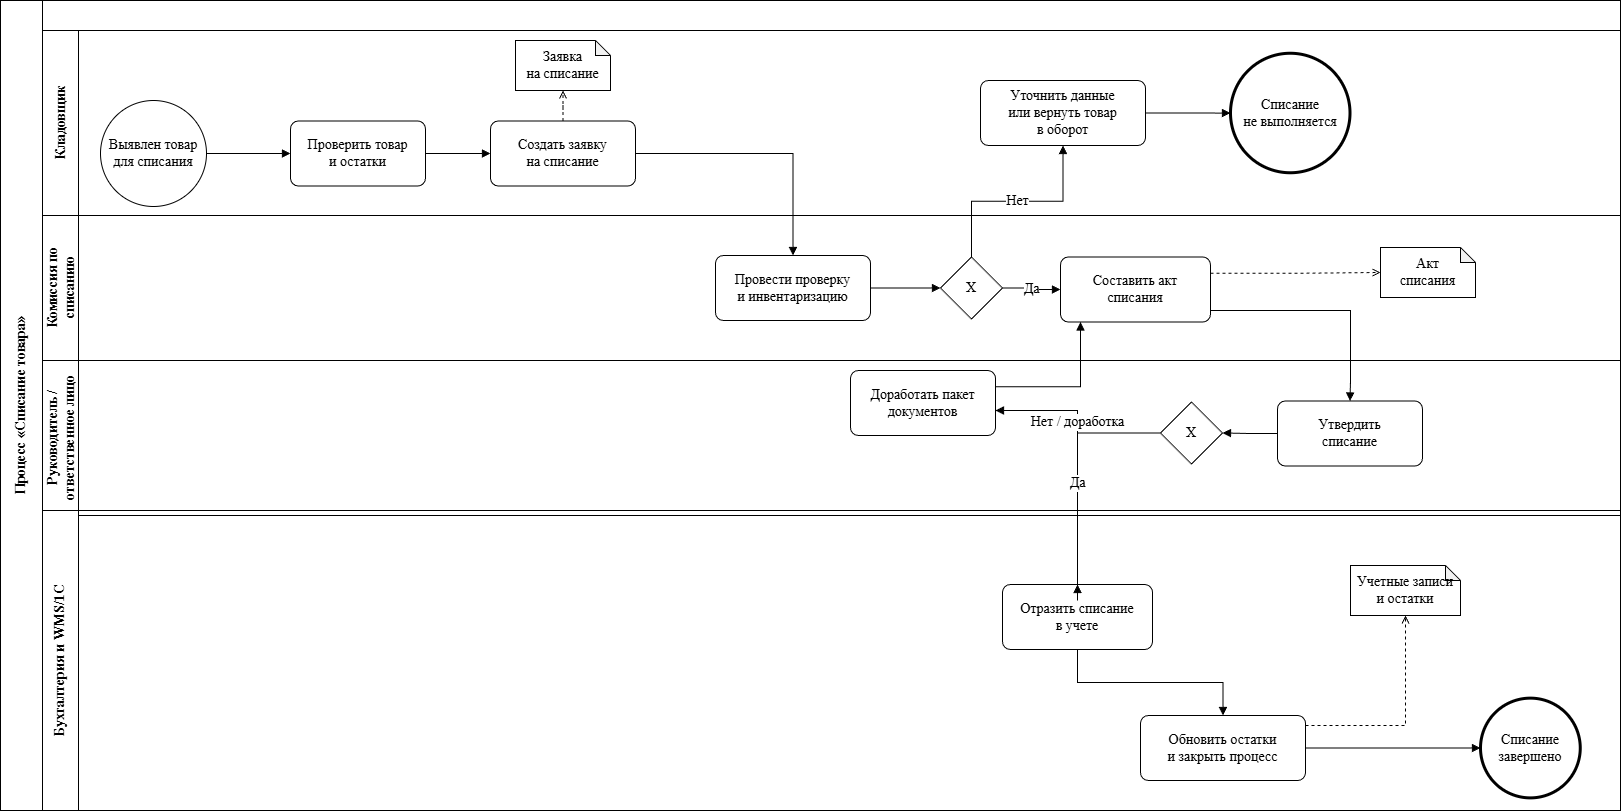 Процесс «Списание товара»
Кладовщик
Выявлен товар
для списания
Проверить товар
и остатки
Создать заявку
на списание
Заявка
на списание
Уточнить данные
или вернуть товар
в оборот
Списание
не выполняется
Нет
Комиссия по
списанию
Провести проверку
и инвентаризацию
X
Да
Составить акт
списания
Акт
списания
Руководитель /
ответственное лицо
Доработать пакет
документов
Нет / доработка
X
Утвердить
списание
Да
Бухгалтерия и WMS/1С
Отразить списание
в учете
Учетные записи
и остатки
Обновить остатки
и закрыть процесс
Списание
завершено